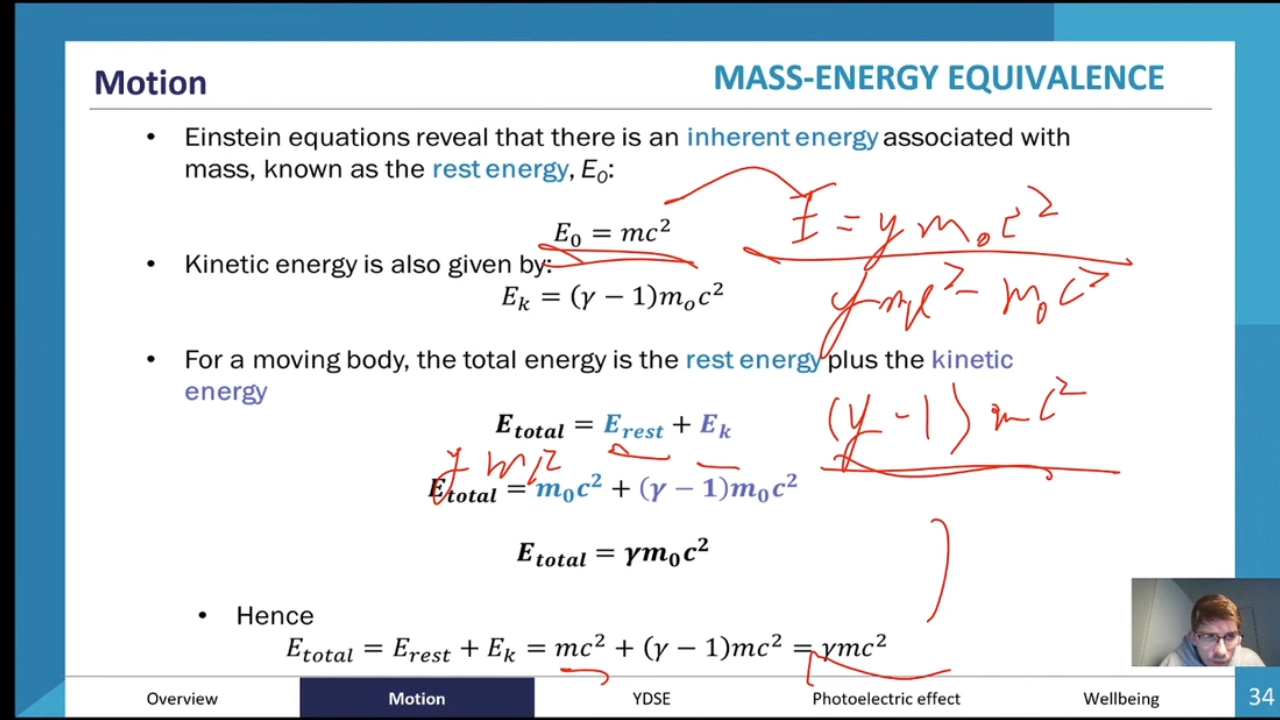 Motion
MASS-ENERGY EQUIVALENCE
• Einstein equations reveal that there is an inherent energy associated with
mass, known as the rest energy, E₀:
E₀ = mc²
E = γm₀c²
• Kinetic energy is also given by:
Eₖ = (γ − 1)mₒc²
γmc² − m₀c²
• For a moving body, the total energy is the rest energy plus the kinetic
energy
E_total = E_rest + Eₖ
(γ − 1) mc²
γmc²
E_total = m₀c² + (γ − 1)m₀c²
E_total = γm₀c²
• Hence
E_total = E_rest + Eₖ = mc² + (γ − 1)mc² = γmc²
Overview
Motion
YDSE
Photoelectric effect
Wellbeing
34